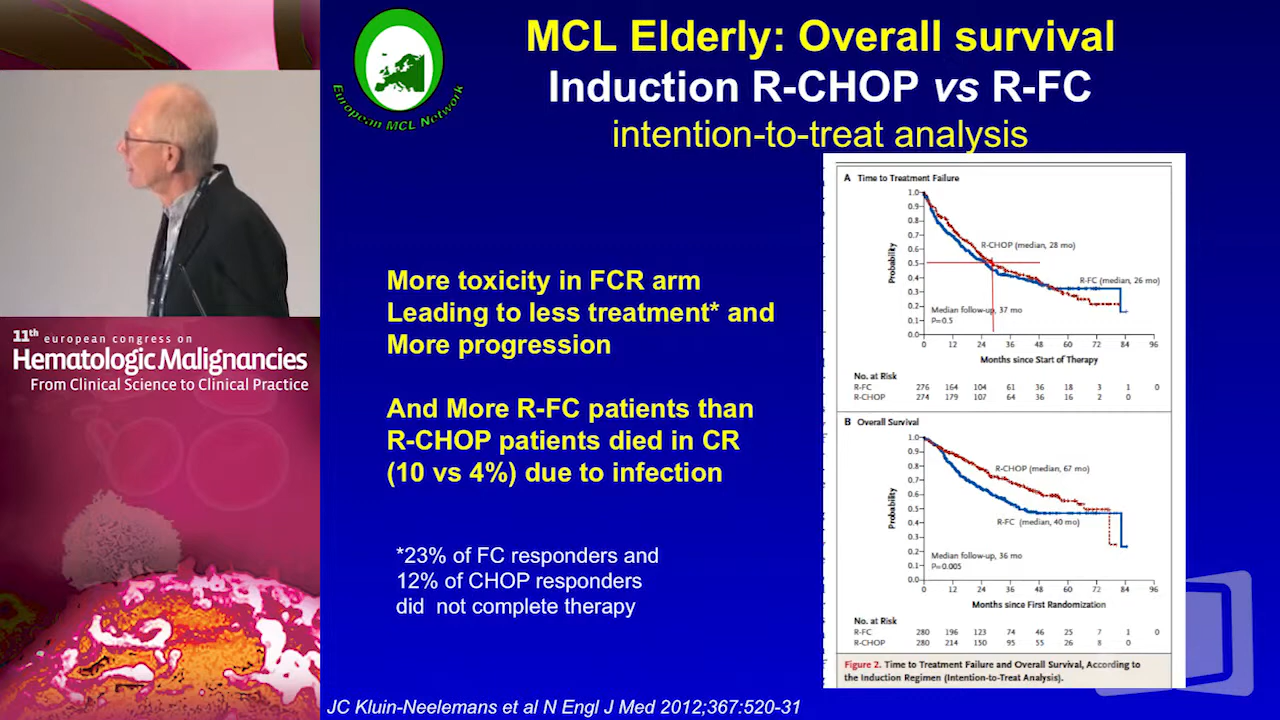 European MCL Network
MCL Elderly: Overall survival
Induction R-CHOP vs R-FC
intention-to-treat analysis
More toxicity in FCR arm
Leading to less treatment* and
More progression
And More R-FC patients than
R-CHOP patients died in CR
(10 vs 4%) due to infection
*23% of FC responders and
12% of CHOP responders
did not complete therapy
A Time to Treatment Failure
Probability
1.0
0.9
0.8
0.7
0.6
0.5
0.4
0.3
0.2
0.1
0.0
R-CHOP (median, 28 mo)
R-FC (median, 26 mo)
Median follow-up, 37 mo
P=0.5
0 12 24 36 48 60 72 84 96
Months since Start of Therapy
No. at Risk
R-FC 276 164 104 61 36 18 3 1 0
R-CHOP 274 179 107 64 36 16 2 0
B Overall Survival
Probability
1.0
0.9
0.8
0.7
0.6
0.5
0.4
0.3
0.2
0.1
0.0
R-CHOP (median, 67 mo)
R-FC (median, 40 mo)
Median follow-up, 36 mo
P=0.005
0 12 24 36 48 60 72 84 96
Months since First Randomization
No. at Risk
R-FC 280 196 123 74 46 25 7 1 0
R-CHOP 280 214 150 95 55 26 8 0
Figure 2. Time to Treatment Failure and Overall Survival, According to
the Induction Regimen (Intention-to-Treat Analysis).
JC Kluin-Neelemans et al N Engl J Med 2012;367:520-31
11th european congress on
Hematologic Malignancies
From Clinical Science to Clinical Practice